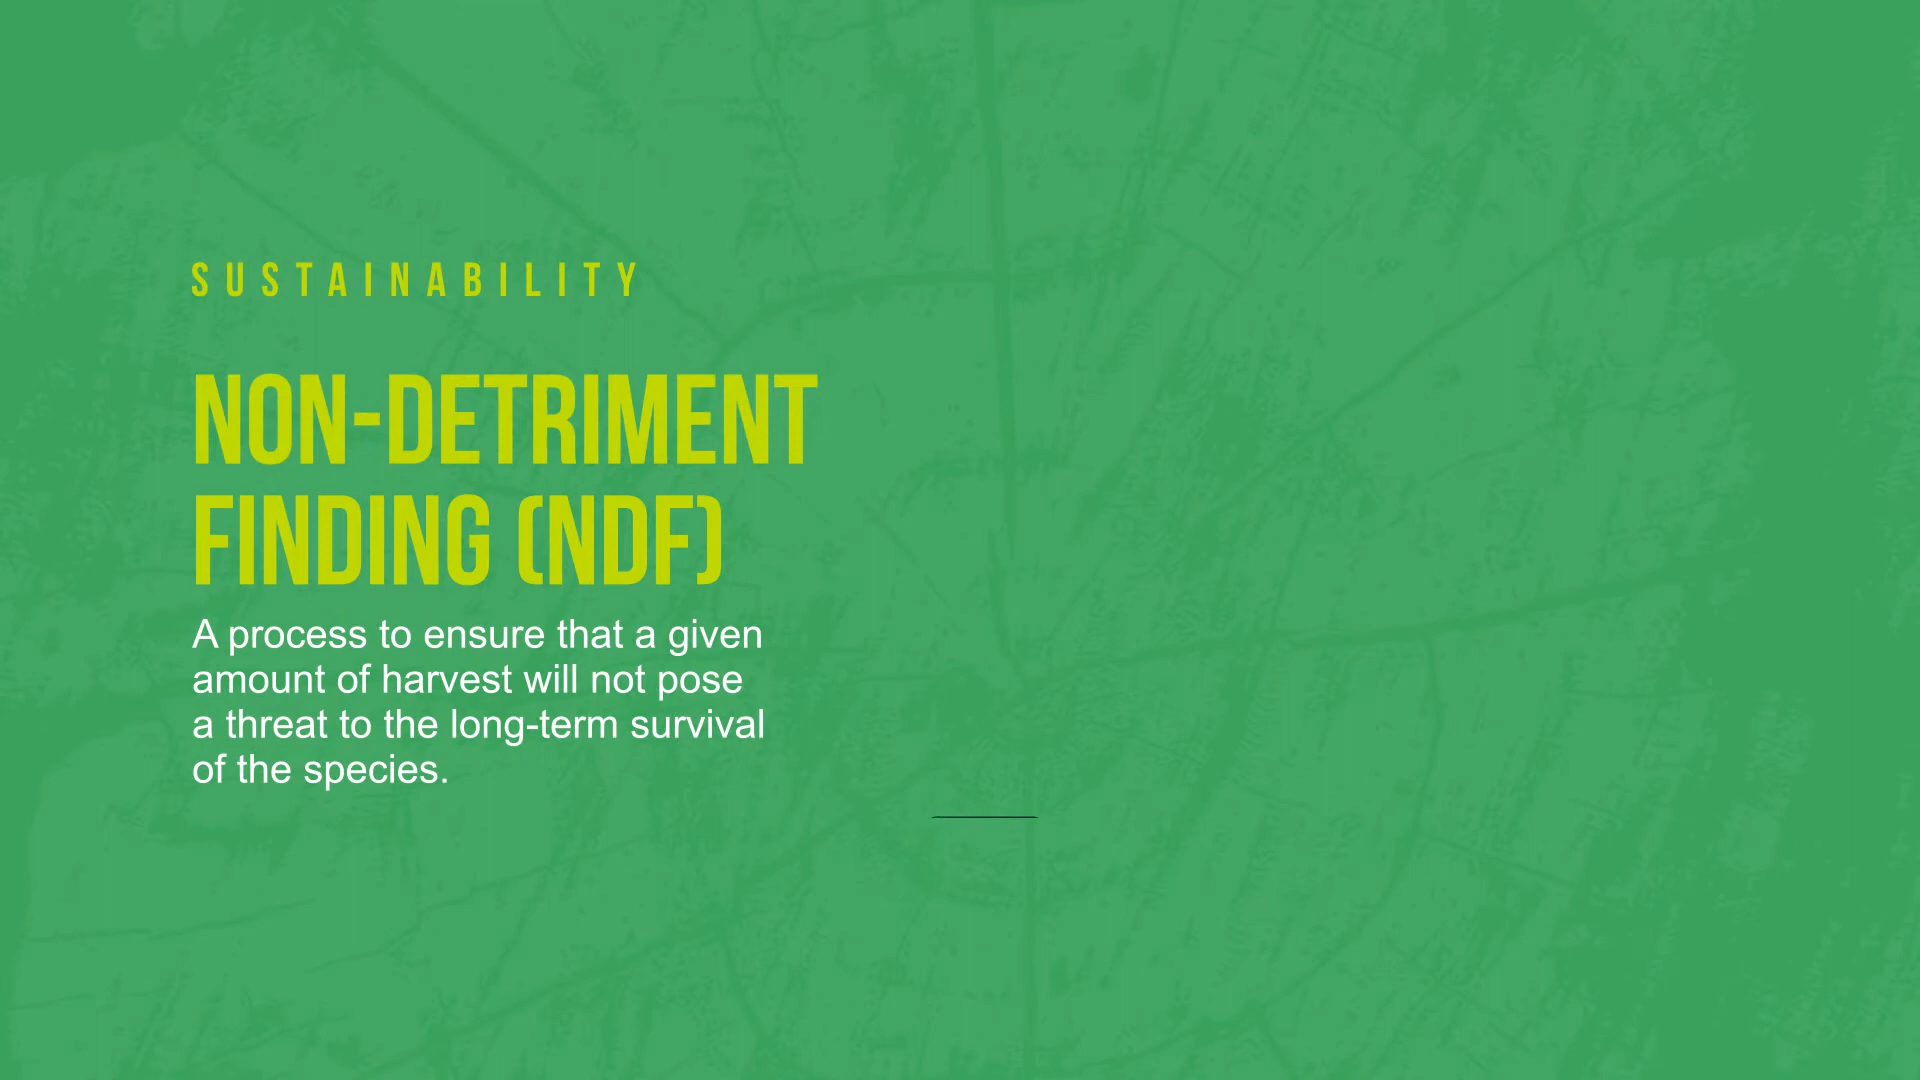 SUSTAINABILITY
NON-DETRIMENT
FINDING (NDF)
A process to ensure that a given
amount of harvest will not pose
a threat to the long-term survival
of the species.